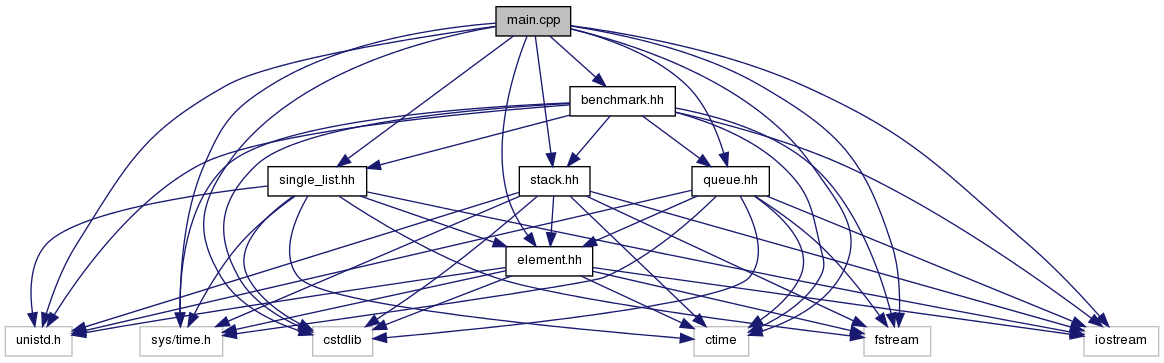 main.cpp
benchmark.hh
single_list.hh
stack.hh
queue.hh
element.hh
unistd.h
sys/time.h
cstdlib
ctime
fstream
iostream